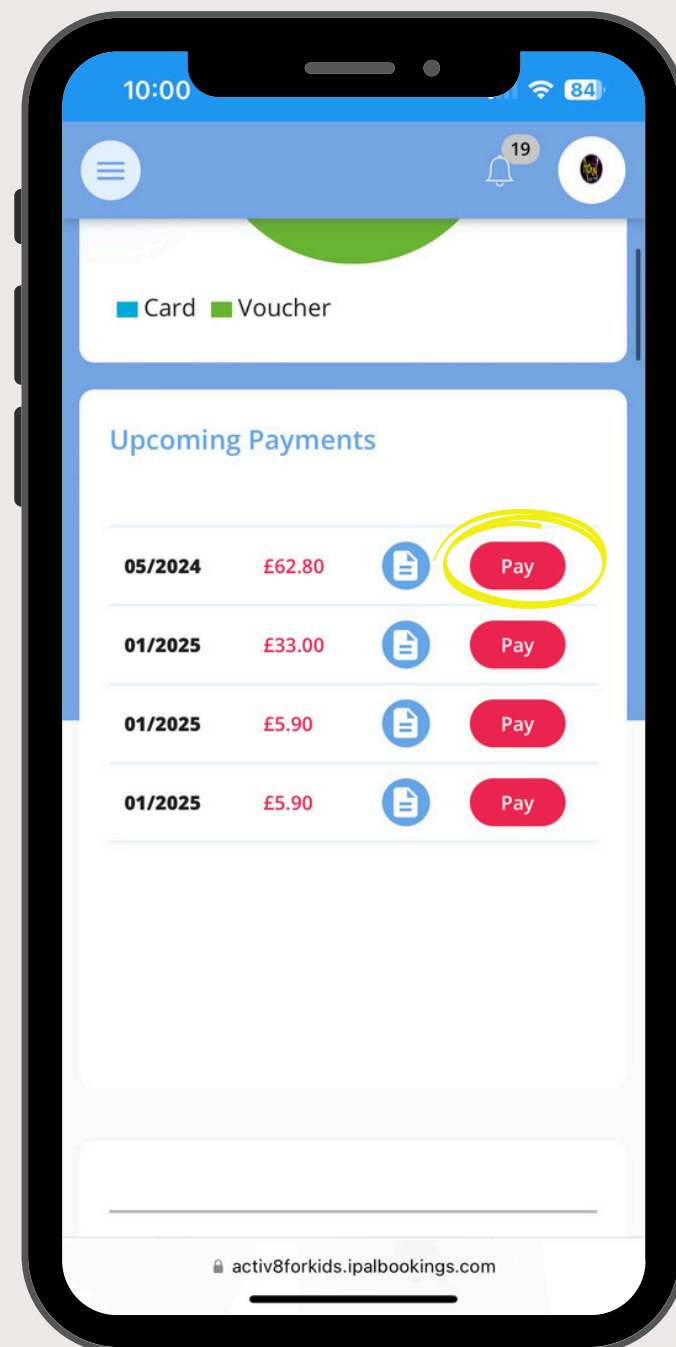 10:00 84
19
Card Voucher
Upcoming Payments
05/2024 £62.80 Pay
01/2025 £33.00 Pay
01/2025 £5.90 Pay
01/2025 £5.90 Pay
activ8forkids.ipalbookings.com